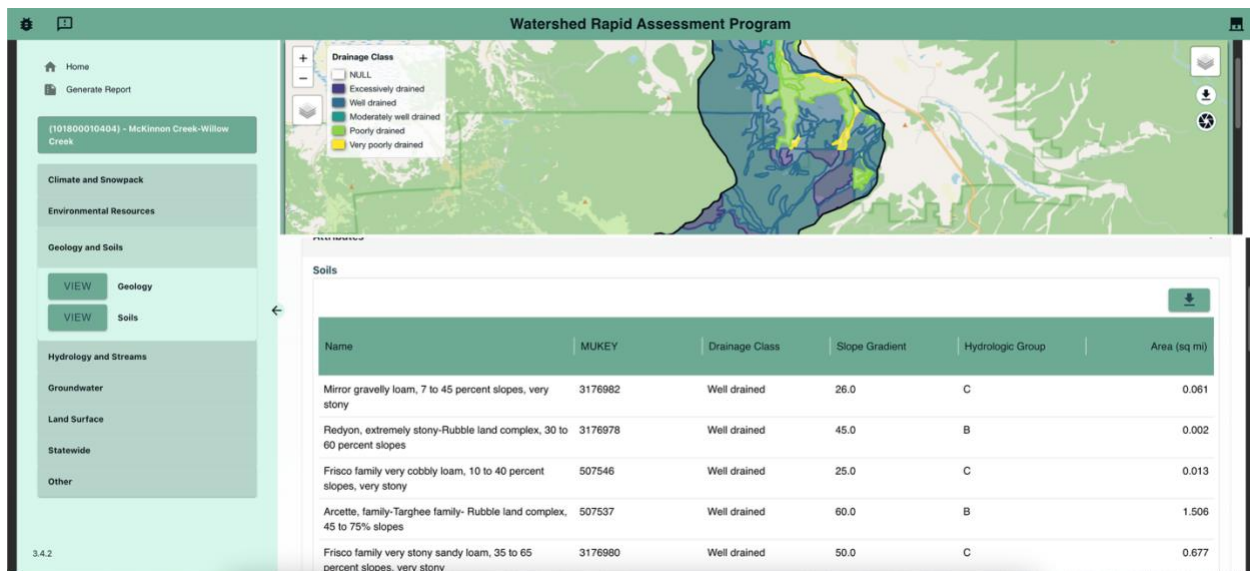 Watershed Rapid Assessment Program
Home
Generate Report
(101800010404) - McKinnon Creek-Willow
Creek
Climate and Snowpack
Environmental Resources
Geology and Soils
VIEW Geology
VIEW Soils
Hydrology and Streams
Groundwater
Land Surface
Statewide
Other
3.4.2
+
−
Drainage Class
NULL
Excessively drained
Well drained
Moderately well drained
Poorly drained
Very poorly drained
Attributes
Soils
Name MUKEY Drainage Class Slope Gradient Hydrologic Group Area (sq mi)
Mirror gravelly loam, 7 to 45 percent slopes, very 3176982 Well drained 26.0 C 0.061
stony
Redyon, extremely stony-Rubble land complex, 30 to 3176978 Well drained 45.0 B 0.002
60 percent slopes
Frisco family very cobbly loam, 10 to 40 percent 507546 Well drained 25.0 C 0.013
slopes, very stony
Arcette, family-Targhee family- Rubble land complex, 507537 Well drained 60.0 B 1.506
45 to 75% slopes
Frisco family very stony sandy loam, 35 to 65 3176980 Well drained 50.0 C 0.677
percent slopes, very stony